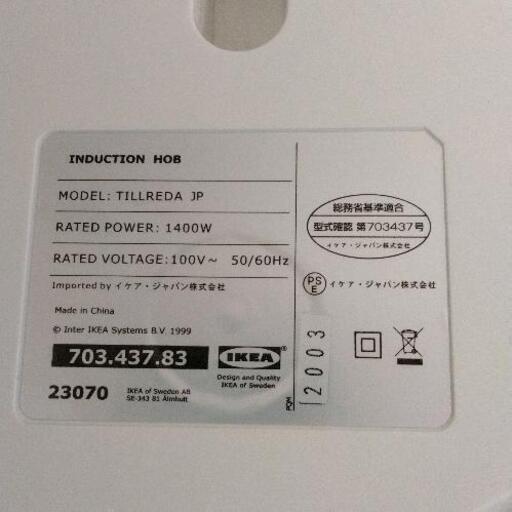 INDUCTION HOB
MODEL: TILLREDA JP
RATED POWER: 1400W
RATED VOLTAGE:100V～ 50/60Hz
Imported by イケア・ジャパン株式会社
Made in China
© Inter IKEA Systems B.V. 1999
703.437.83
IKEA®
Design and Quality
IKEA of Sweden
23070
IKEA of Sweden AB
SE-343 81 Älmhult
PQM
2003
総務省基準適合
型式確認 第703437号
イケア・ジャパン株式会社
PS
E
イケア・ジャパン株式会社